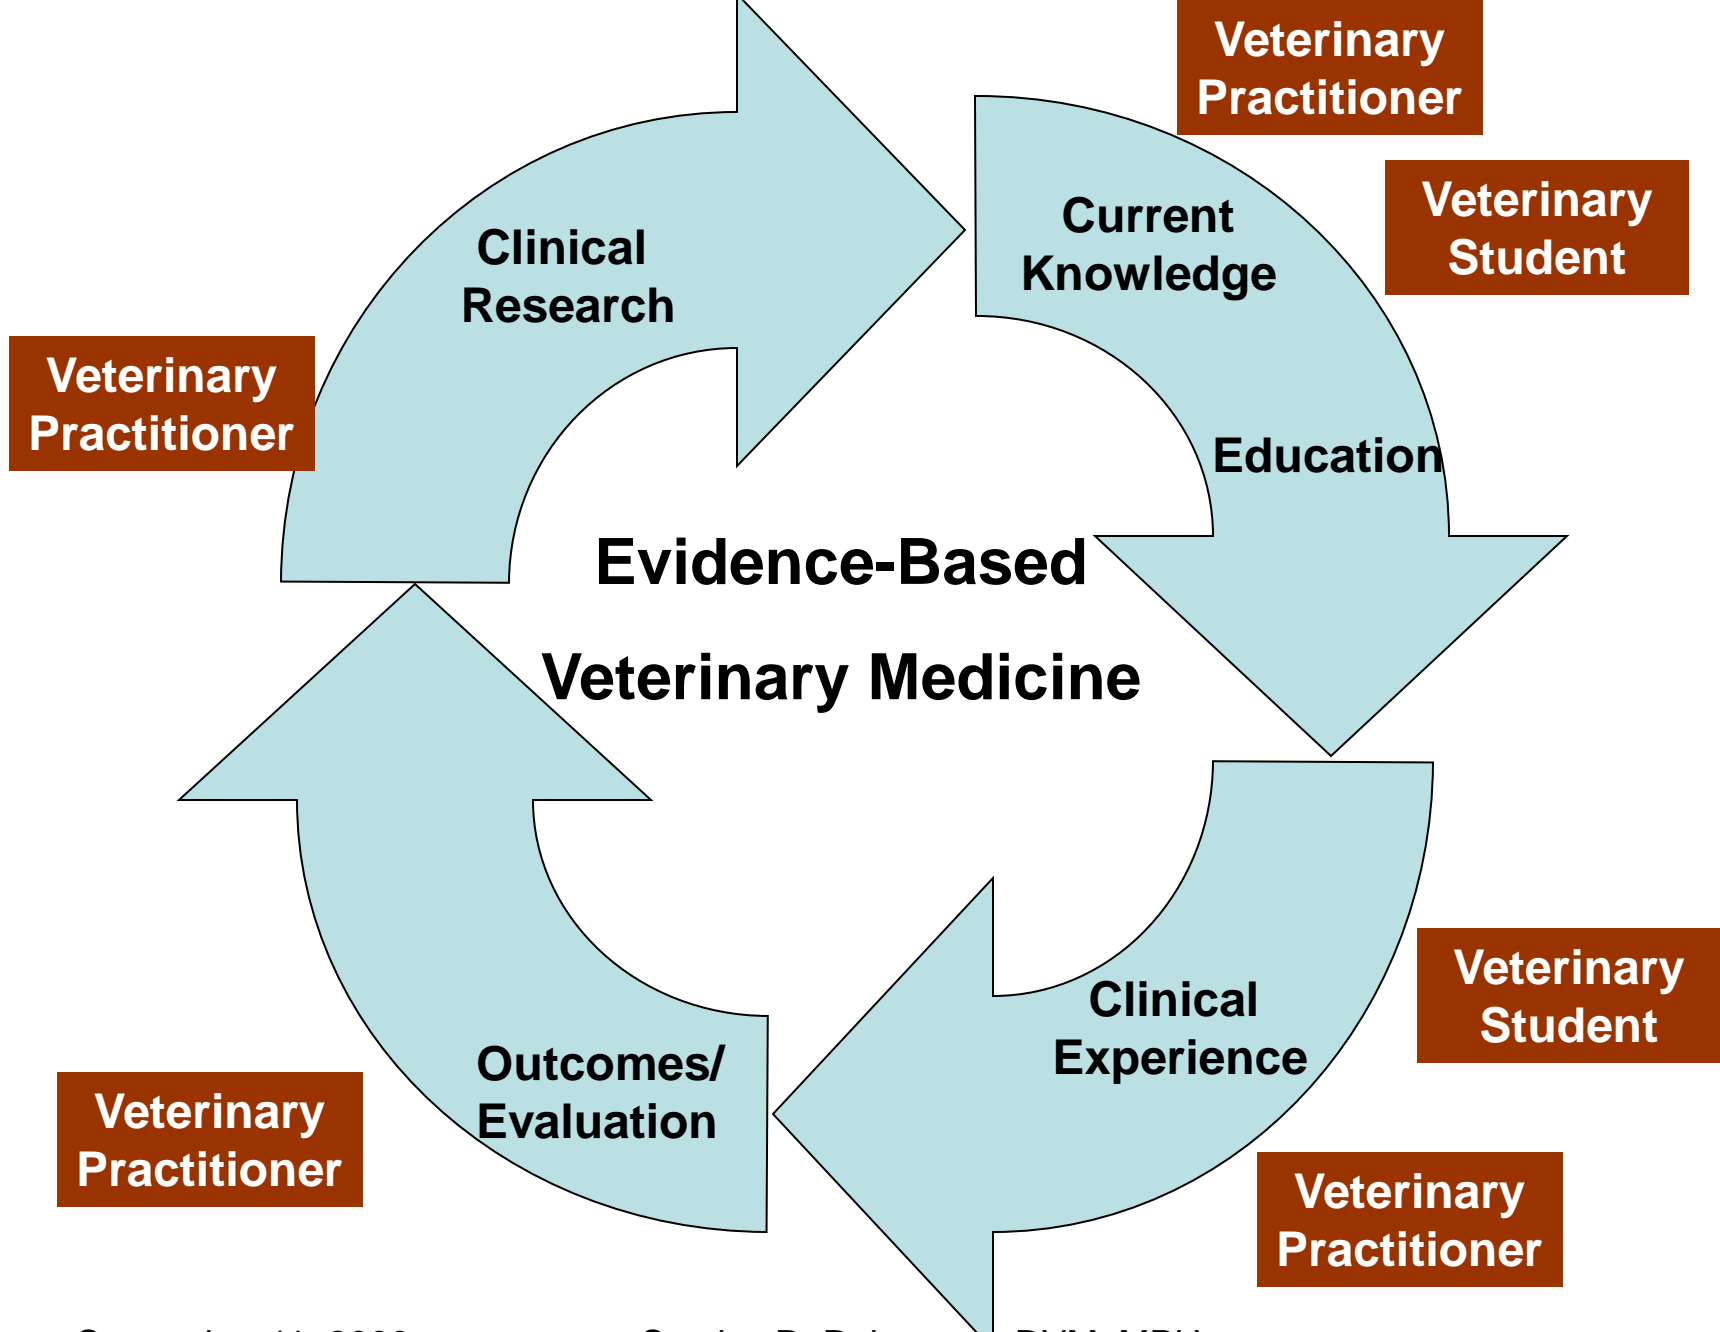 Veterinary
Practitioner
Veterinary
Student
Current
Knowledge
Clinical
Research
Veterinary
Practitioner
Education
Evidence-Based
Veterinary Medicine
Veterinary
Student
Clinical
Experience
Outcomes/
Evaluation
Veterinary
Practitioner
Veterinary
Practitioner